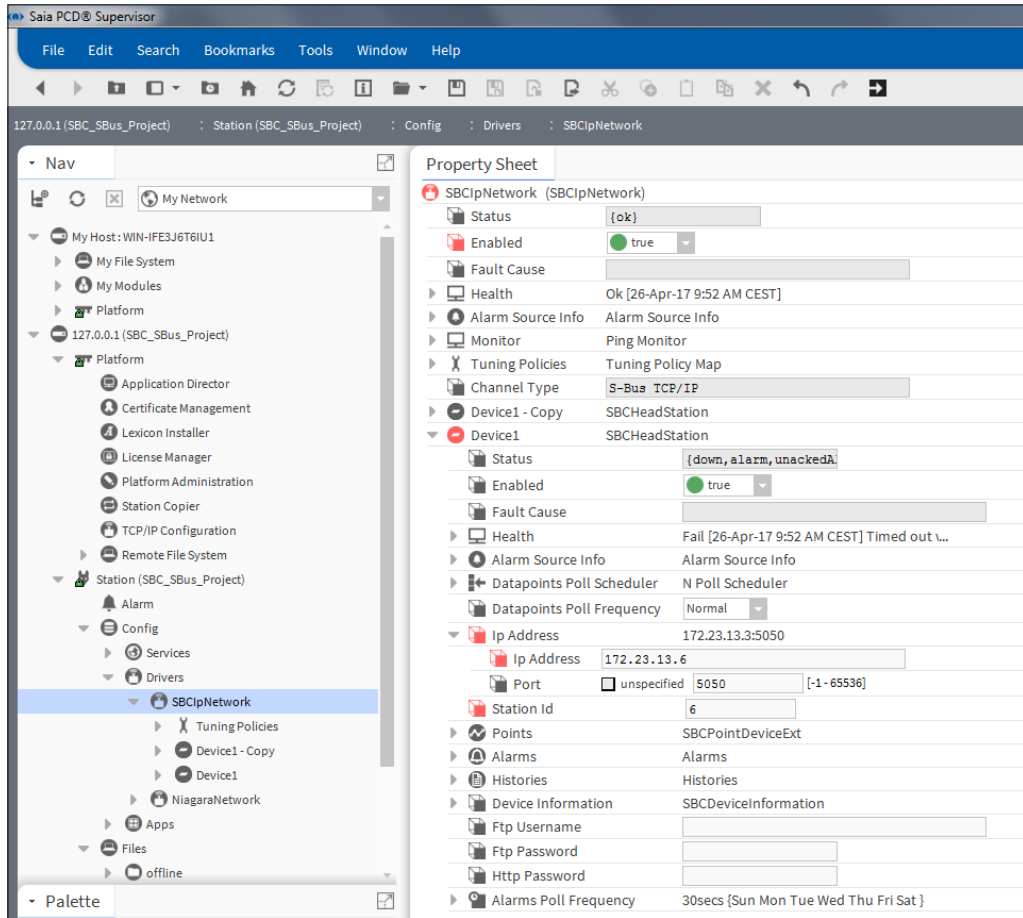 Saia PCD® Supervisor
File Edit Search Bookmarks Tools Window Help
127.0.0.1 (SBC_SBus_Project) : Station (SBC_SBus_Project) : Config : Drivers : SBCIpNetwork
Nav
My Network
My Host : WIN-IFE3J6T6IU1
My File System
My Modules
Platform
127.0.0.1 (SBC_SBus_Project)
Platform
Application Director
Certificate Management
Lexicon Installer
License Manager
Platform Administration
Station Copier
TCP/IP Configuration
Remote File System
Station (SBC_SBus_Project)
Alarm
Config
Services
Drivers
SBCIpNetwork
Tuning Policies
Device1 - Copy
Device1
NiagaraNetwork
Apps
Files
offline
Palette
Property Sheet
SBCIpNetwork (SBCIpNetwork)
Status {ok}
Enabled true
Fault Cause
Health Ok [26-Apr-17 9:52 AM CEST]
Alarm Source Info Alarm Source Info
Monitor Ping Monitor
Tuning Policies Tuning Policy Map
Channel Type S-Bus TCP/IP
Device1 - Copy SBCHeadStation
Device1 SBCHeadStation
Status {down,alarm,unackedA
Enabled true
Fault Cause
Health Fail [26-Apr-17 9:52 AM CEST] Timed out ...
Alarm Source Info Alarm Source Info
Datapoints Poll Scheduler N Poll Scheduler
Datapoints Poll Frequency Normal
Ip Address 172.23.13.3:5050
Ip Address 172.23.13.6
Port unspecified 5050 [-1 - 65536]
Station Id 6
Points SBCPointDeviceExt
Alarms Alarms
Histories Histories
Device Information SBCDeviceInformation
Ftp Username
Ftp Password
Http Password
Alarms Poll Frequency 30secs {Sun Mon Tue Wed Thu Fri Sat }